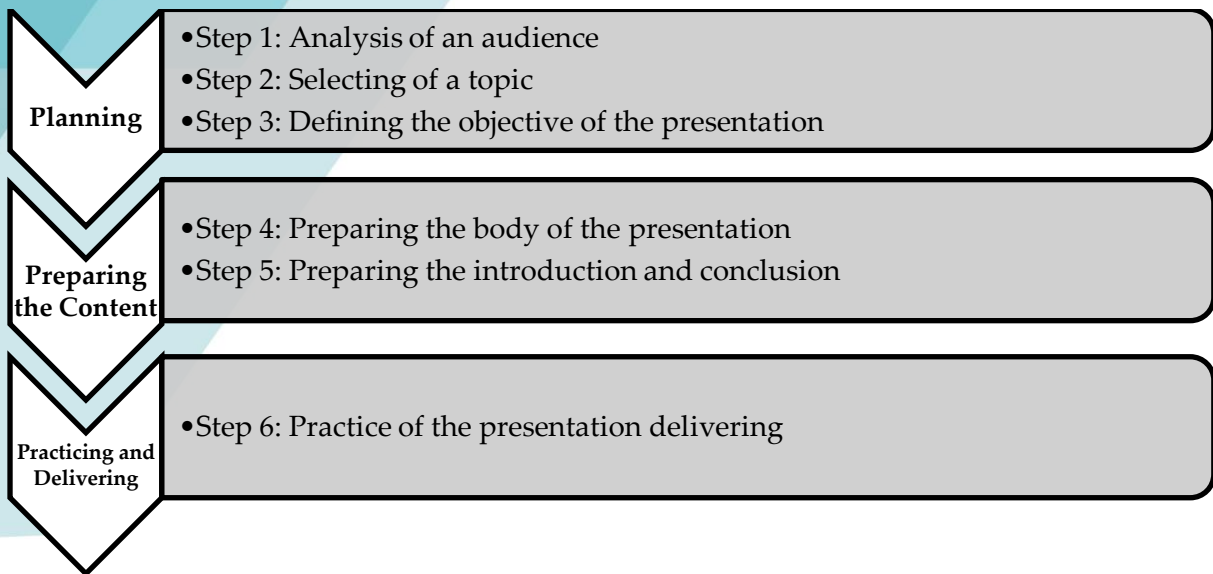 Planning
•Step 1: Analysis of an audience
•Step 2: Selecting of a topic
•Step 3: Defining the objective of the presentation
Preparing
the Content
•Step 4: Preparing the body of the presentation
•Step 5: Preparing the introduction and conclusion
Practicing and
Delivering
•Step 6: Practice of the presentation delivering